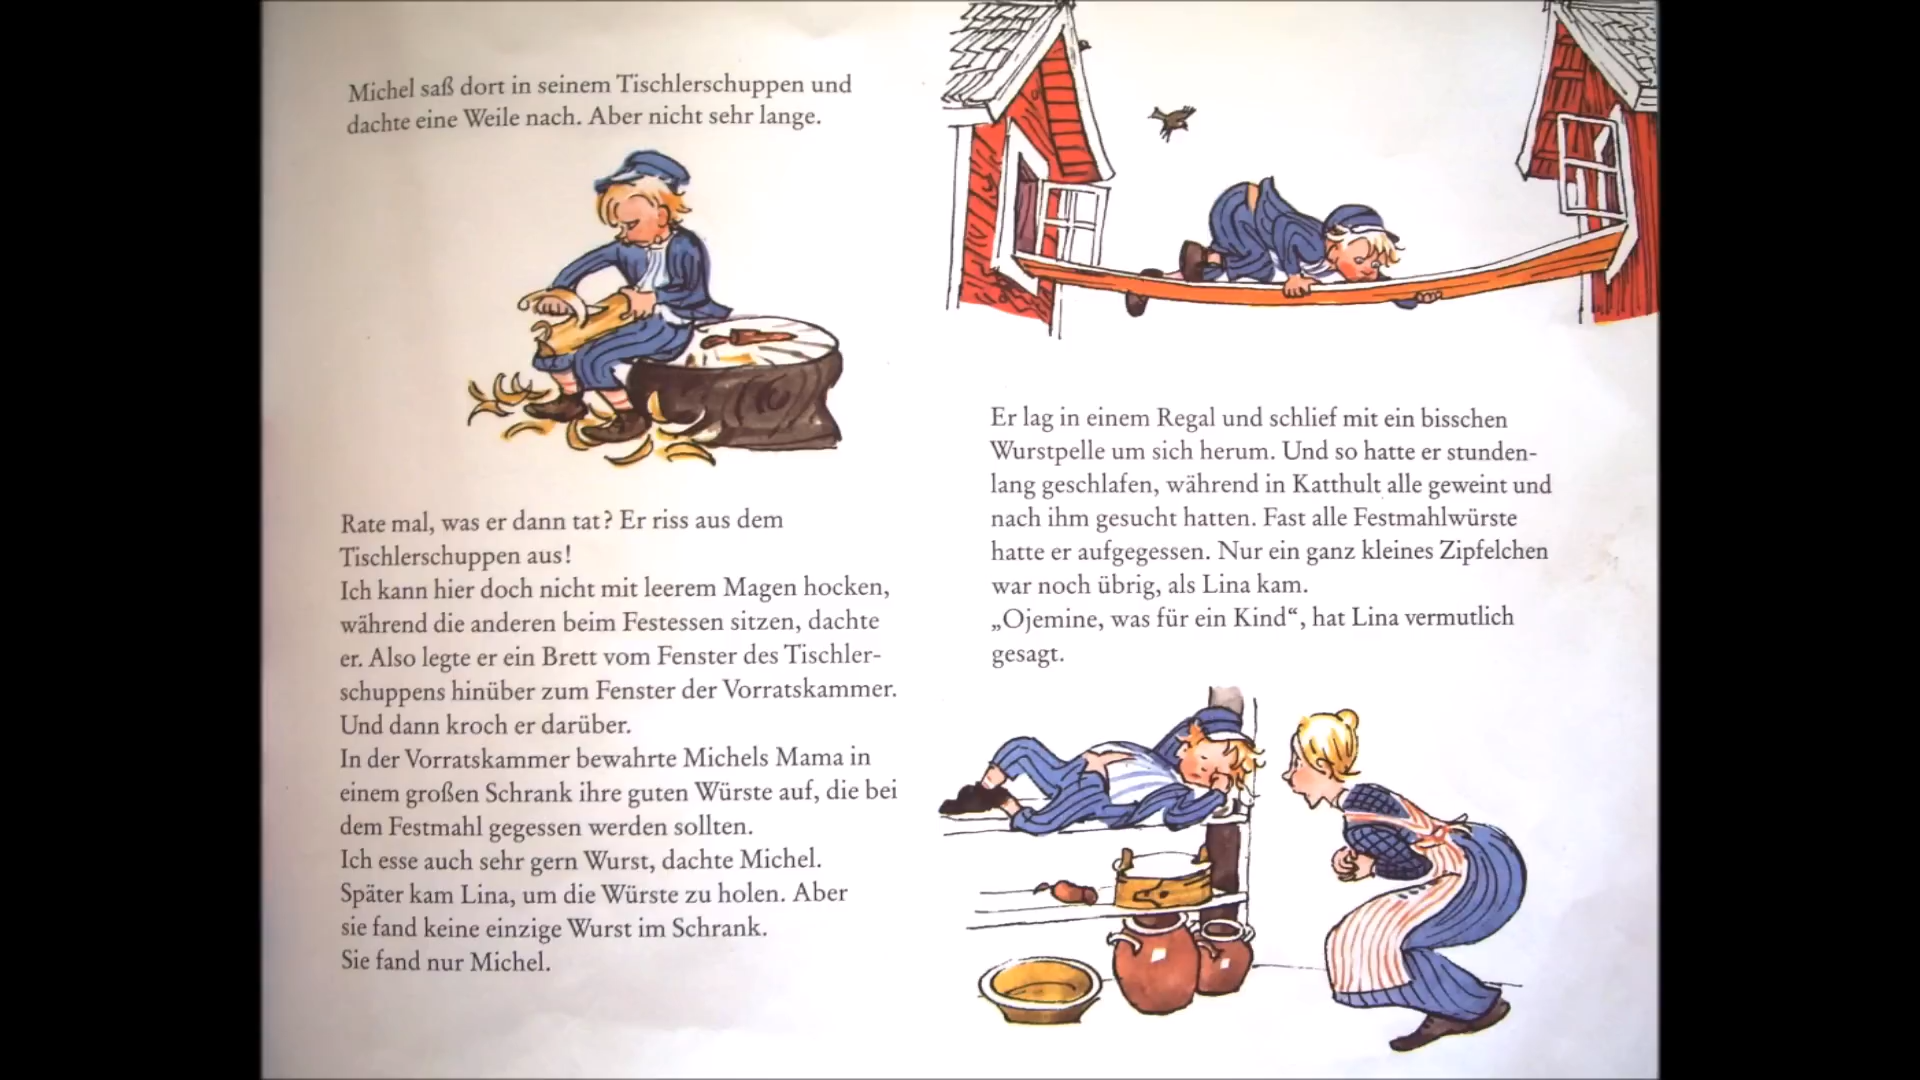 Michel saß dort in seinem Tischlerschuppen und
dachte eine Weile nach. Aber nicht sehr lange.
Rate mal, was er dann tat? Er riss aus dem
Tischlerschuppen aus!
Ich kann hier doch nicht mit leerem Magen hocken,
während die anderen beim Festessen sitzen, dachte
er. Also legte er ein Brett vom Fenster des Tischler-
schuppens hinüber zum Fenster der Vorratskammer.
Und dann kroch er darüber.
In der Vorratskammer bewahrte Michels Mama in
einem großen Schrank ihre guten Würste auf, die bei
dem Festmahl gegessen werden sollten.
Ich esse auch sehr gern Wurst, dachte Michel.
Später kam Lina, um die Würste zu holen. Aber
sie fand keine einzige Wurst im Schrank.
Sie fand nur Michel.
Er lag in einem Regal und schlief mit ein bisschen
Wurstpelle um sich herum. Und so hatte er stunden-
lang geschlafen, während in Katthult alle geweint und
nach ihm gesucht hatten. Fast alle Festmahlwürste
hatte er aufgegessen. Nur ein ganz kleines Zipfelchen
war noch übrig, als Lina kam.
„Ojemine, was für ein Kind“, hat Lina vermutlich
gesagt.